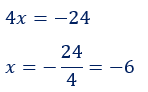 4x = −24
x = −24/4 = −6